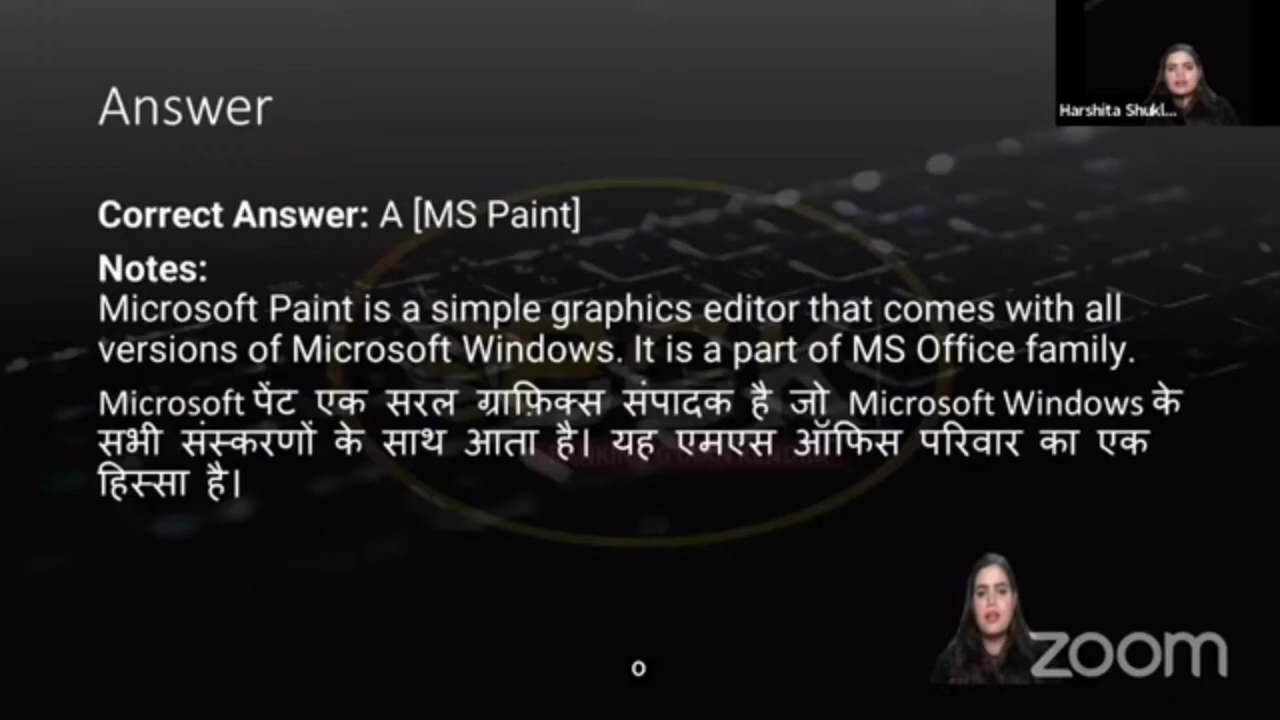 Answer
Harshita Shukl...
Correct Answer: A [MS Paint]
Notes:
Microsoft Paint is a simple graphics editor that comes with all
versions of Microsoft Windows. It is a part of MS Office family.
Microsoft पेंट एक सरल ग्राफ़िक्स संपादक है जो Microsoft Windows के
सभी संस्करणों के साथ आता है। यह एमएस ऑफिस परिवार का एक
हिस्सा है।
zoom
o